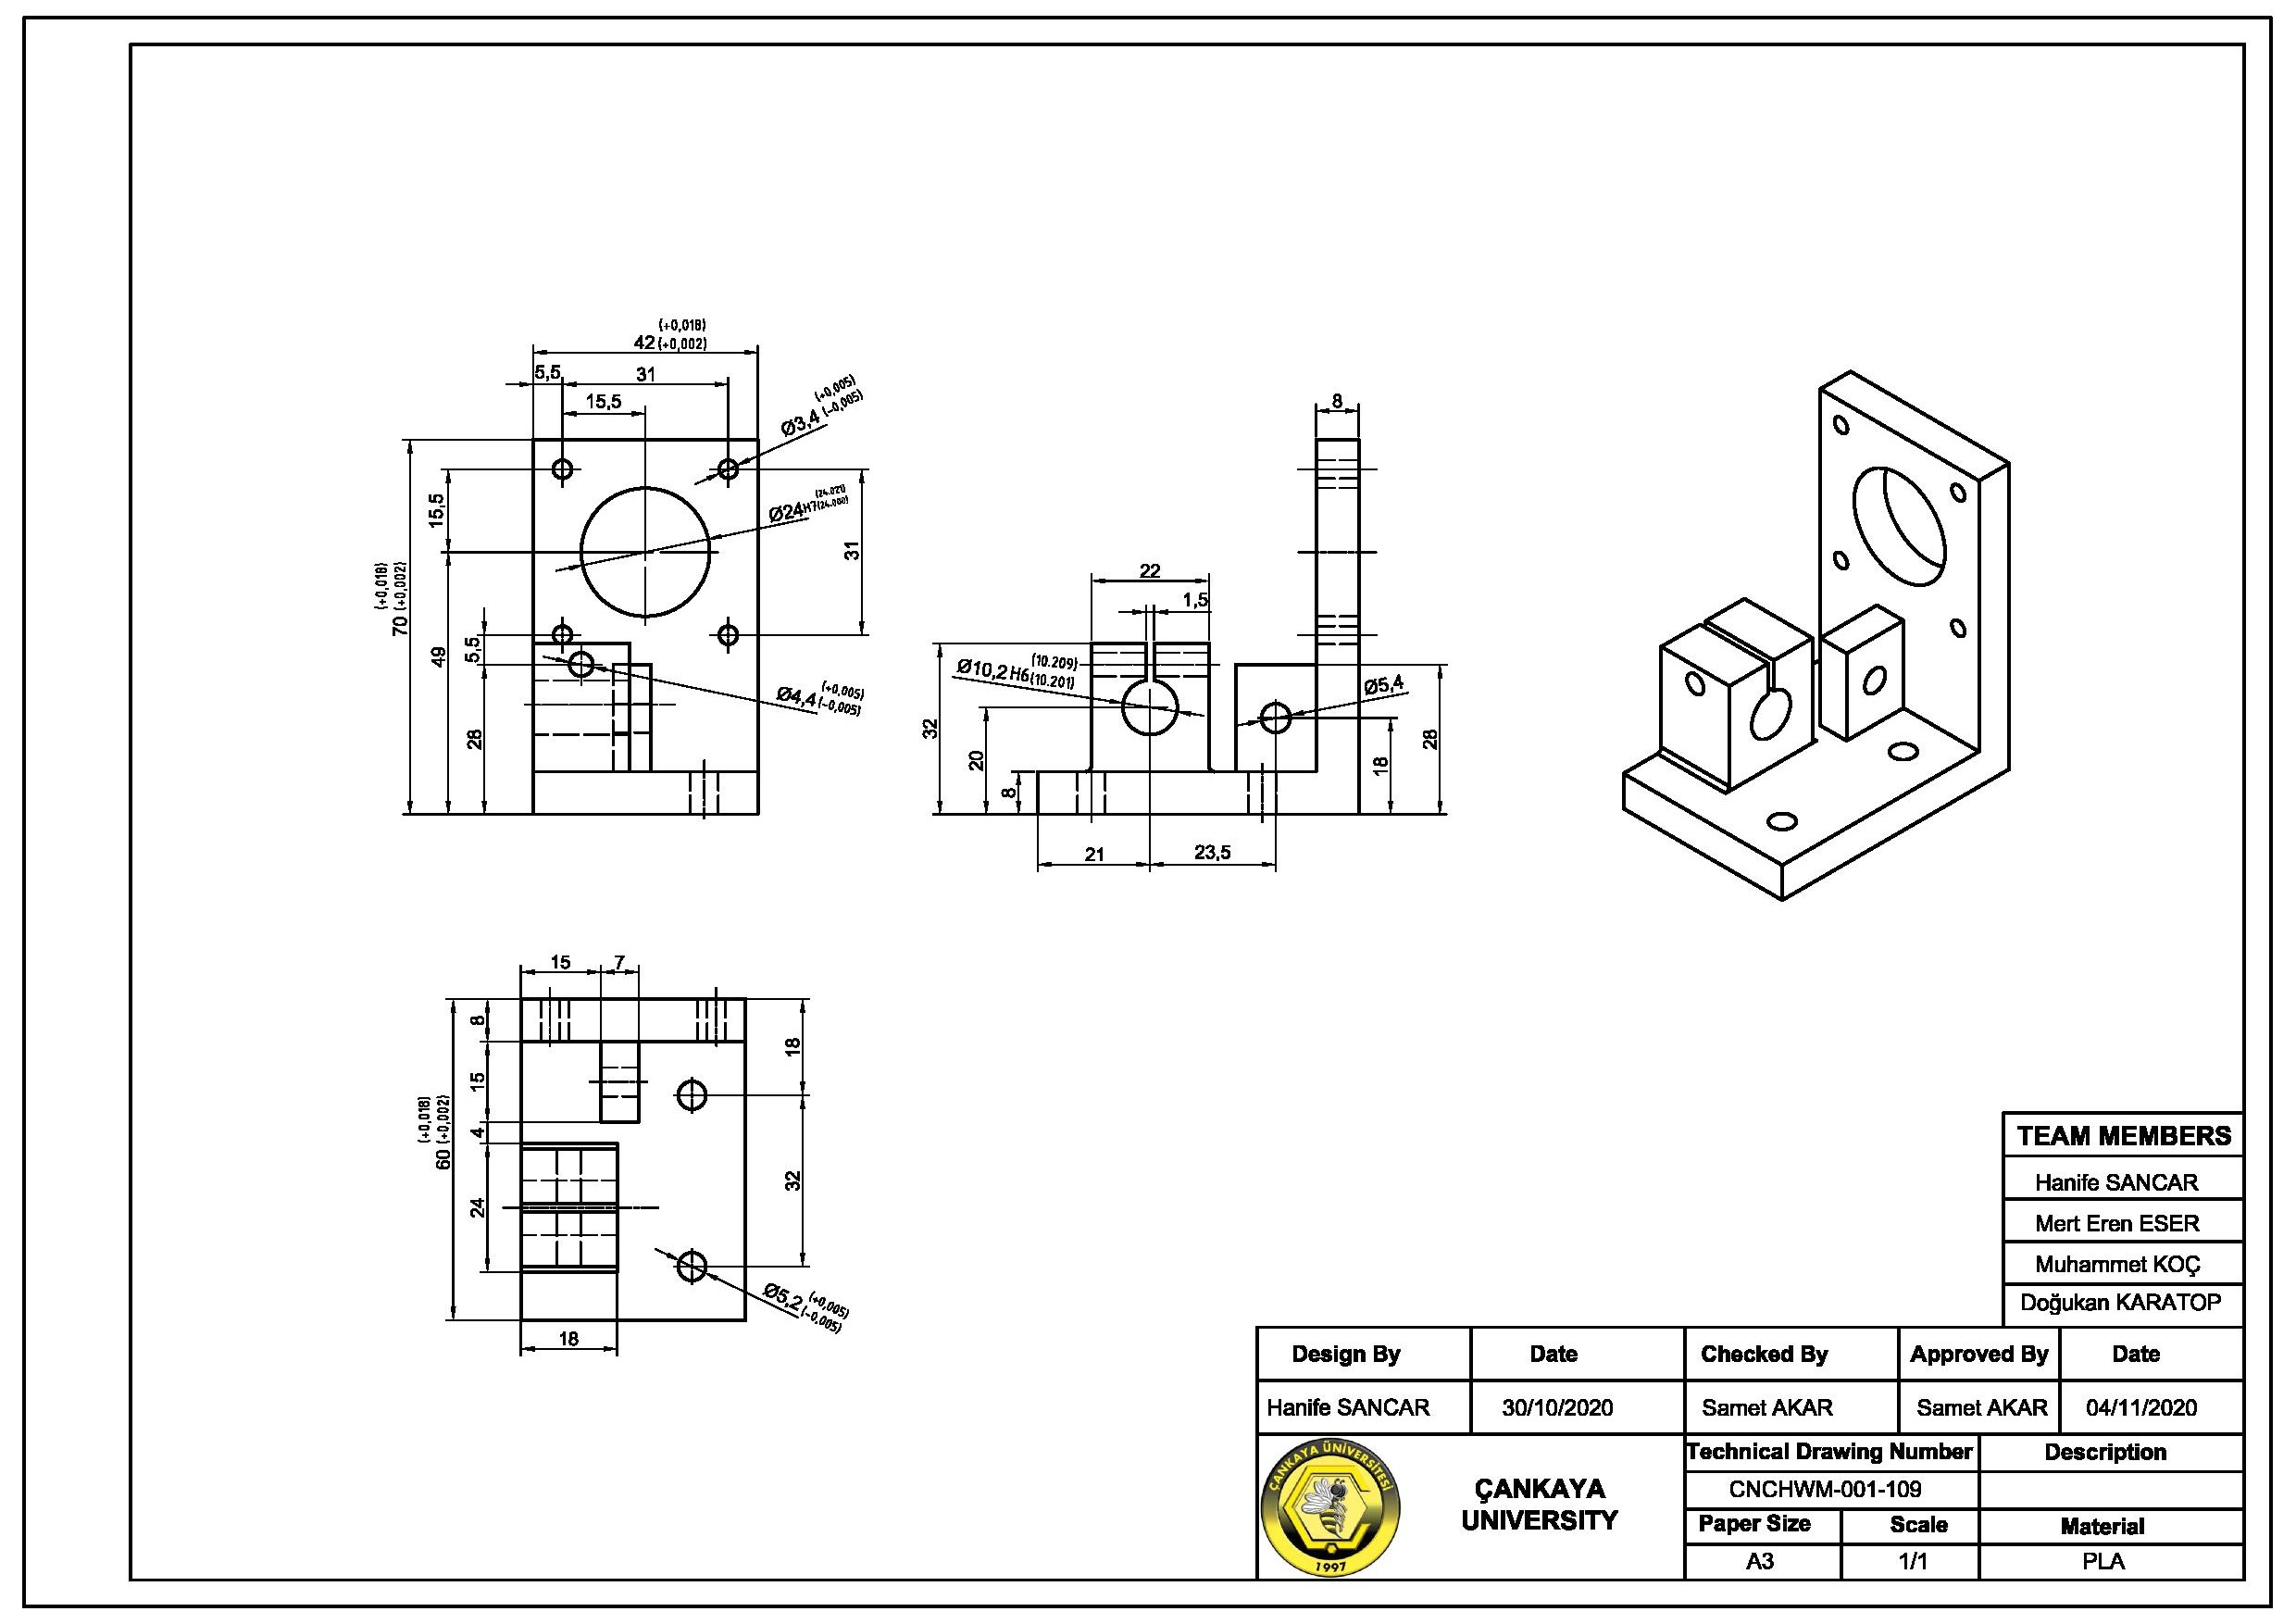 (+0,018)
42 (+0,002)
5,5
31
15,5
Ø3,4 (+0,005)
(-0,005)
Ø24H7 (24.021)
(24.000)
15,5
31
70 (+0,018)
(+0,002)
49
5,5
28
Ø4,4 (+0,005)
(-0,005)
8
22
1,5
Ø10,2 H6 (10.209)
(10.201)
Ø5,4
32
20
8
18
28
21
23,5
15
7
8
15
4
24
60 (+0,018)
(+0,002)
18
32
18
Ø5,2 (+0,005)
(-0,005)
TEAM MEMBERS
Hanife SANCAR
Mert Eren ESER
Muhammet KOÇ
Doğukan KARATOP
Design By Date Checked By Approved By Date
Hanife SANCAR 30/10/2020 Samet AKAR Samet AKAR 04/11/2020
ÇANKAYA ÜNİVERSİTESİ
1997
ÇANKAYA
UNIVERSITY
Technical Drawing Number Description
CNCHWM-001-109
Paper Size Scale Material
A3 1/1 PLA